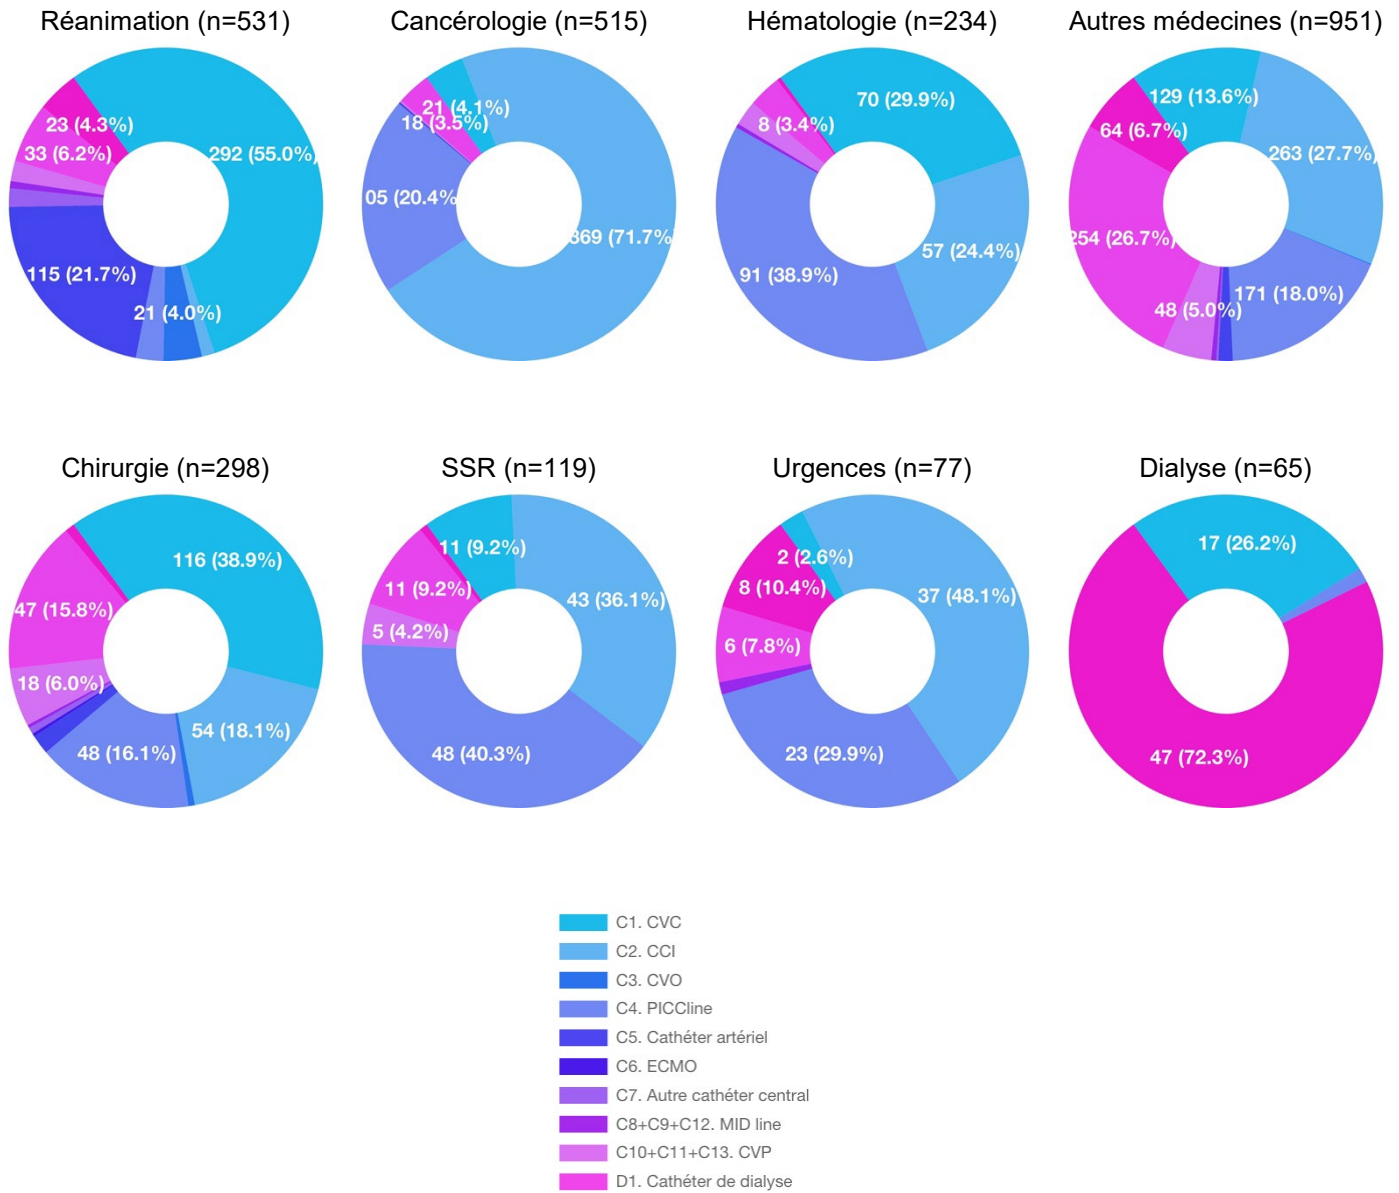 Réanimation (n=531)
Cancérologie (n=515)
Hématologie (n=234)
Autres médecines (n=951)
23 (4.3%)
33 (6.2%)
292 (55.0%)
115 (21.7%)
21 (4.0%)
21 (4.1%)
18 (3.5%)
05 (20.4%
369 (71.7%
8 (3.4%)
70 (29.9%)
57 (24.4%)
91 (38.9%)
129 (13.6%)
64 (6.7%)
263 (27.7%)
254 (26.7%)
171 (18.0%)
48 (5.0%)
Chirurgie (n=298)
SSR (n=119)
Urgences (n=77)
Dialyse (n=65)
116 (38.9%)
47 (15.8%)
18 (6.0%)
54 (18.1%)
48 (16.1%)
11 (9.2%)
11 (9.2%)
43 (36.1%)
5 (4.2%)
48 (40.3%)
2 (2.6%)
8 (10.4%)
37 (48.1%)
6 (7.8%)
23 (29.9%)
17 (26.2%)
47 (72.3%)
C1. CVC
C2. CCI
C3. CVO
C4. PICCline
C5. Cathéter artériel
C6. ECMO
C7. Autre cathéter central
C8+C9+C12. MID line
C10+C11+C13. CVP
D1. Cathéter de dialyse